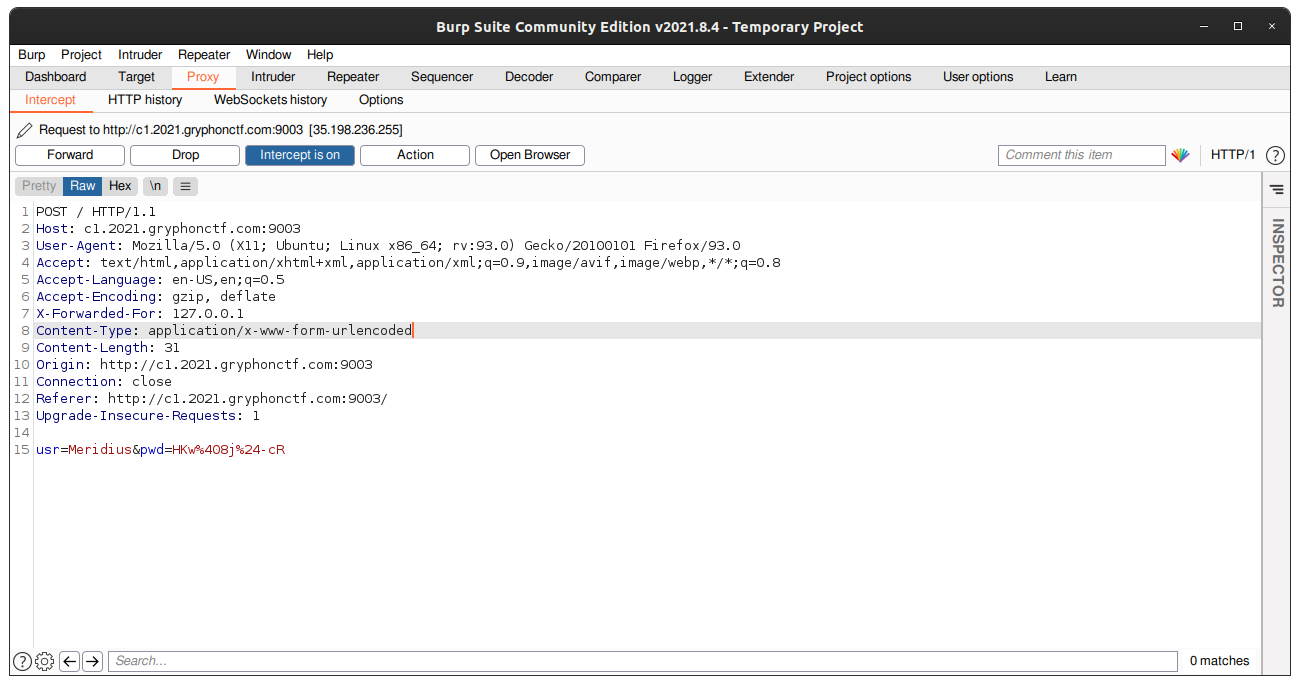 Burp Suite Community Edition v2021.8.4 - Temporary Project
Burp Project Intruder Repeater Window Help
Dashboard Target Proxy Intruder Repeater Sequencer Decoder Comparer Logger Extender Project options User options Learn
Intercept HTTP history WebSockets history Options
Request to http://c1.2021.gryphonctf.com:9003 [35.198.236.255]
Forward Drop Intercept is on Action Open Browser Comment this item HTTP/1 ?
Pretty Raw Hex \n
INSPECTOR
1 POST / HTTP/1.1
2 Host: c1.2021.gryphonctf.com:9003
3 User-Agent: Mozilla/5.0 (X11; Ubuntu; Linux x86_64; rv:93.0) Gecko/20100101 Firefox/93.0
4 Accept: text/html,application/xhtml+xml,application/xml;q=0.9,image/avif,image/webp,*/*;q=0.8
5 Accept-Language: en-US,en;q=0.5
6 Accept-Encoding: gzip, deflate
7 X-Forwarded-For: 127.0.0.1
8 Content-Type: application/x-www-form-urlencoded
9 Content-Length: 31
10 Origin: http://c1.2021.gryphonctf.com:9003
11 Connection: close
12 Referer: http://c1.2021.gryphonctf.com:9003/
13 Upgrade-Insecure-Requests: 1
14
15 usr=Meridius&pwd=HKw%408j%24-cR
? Search... 0 matches